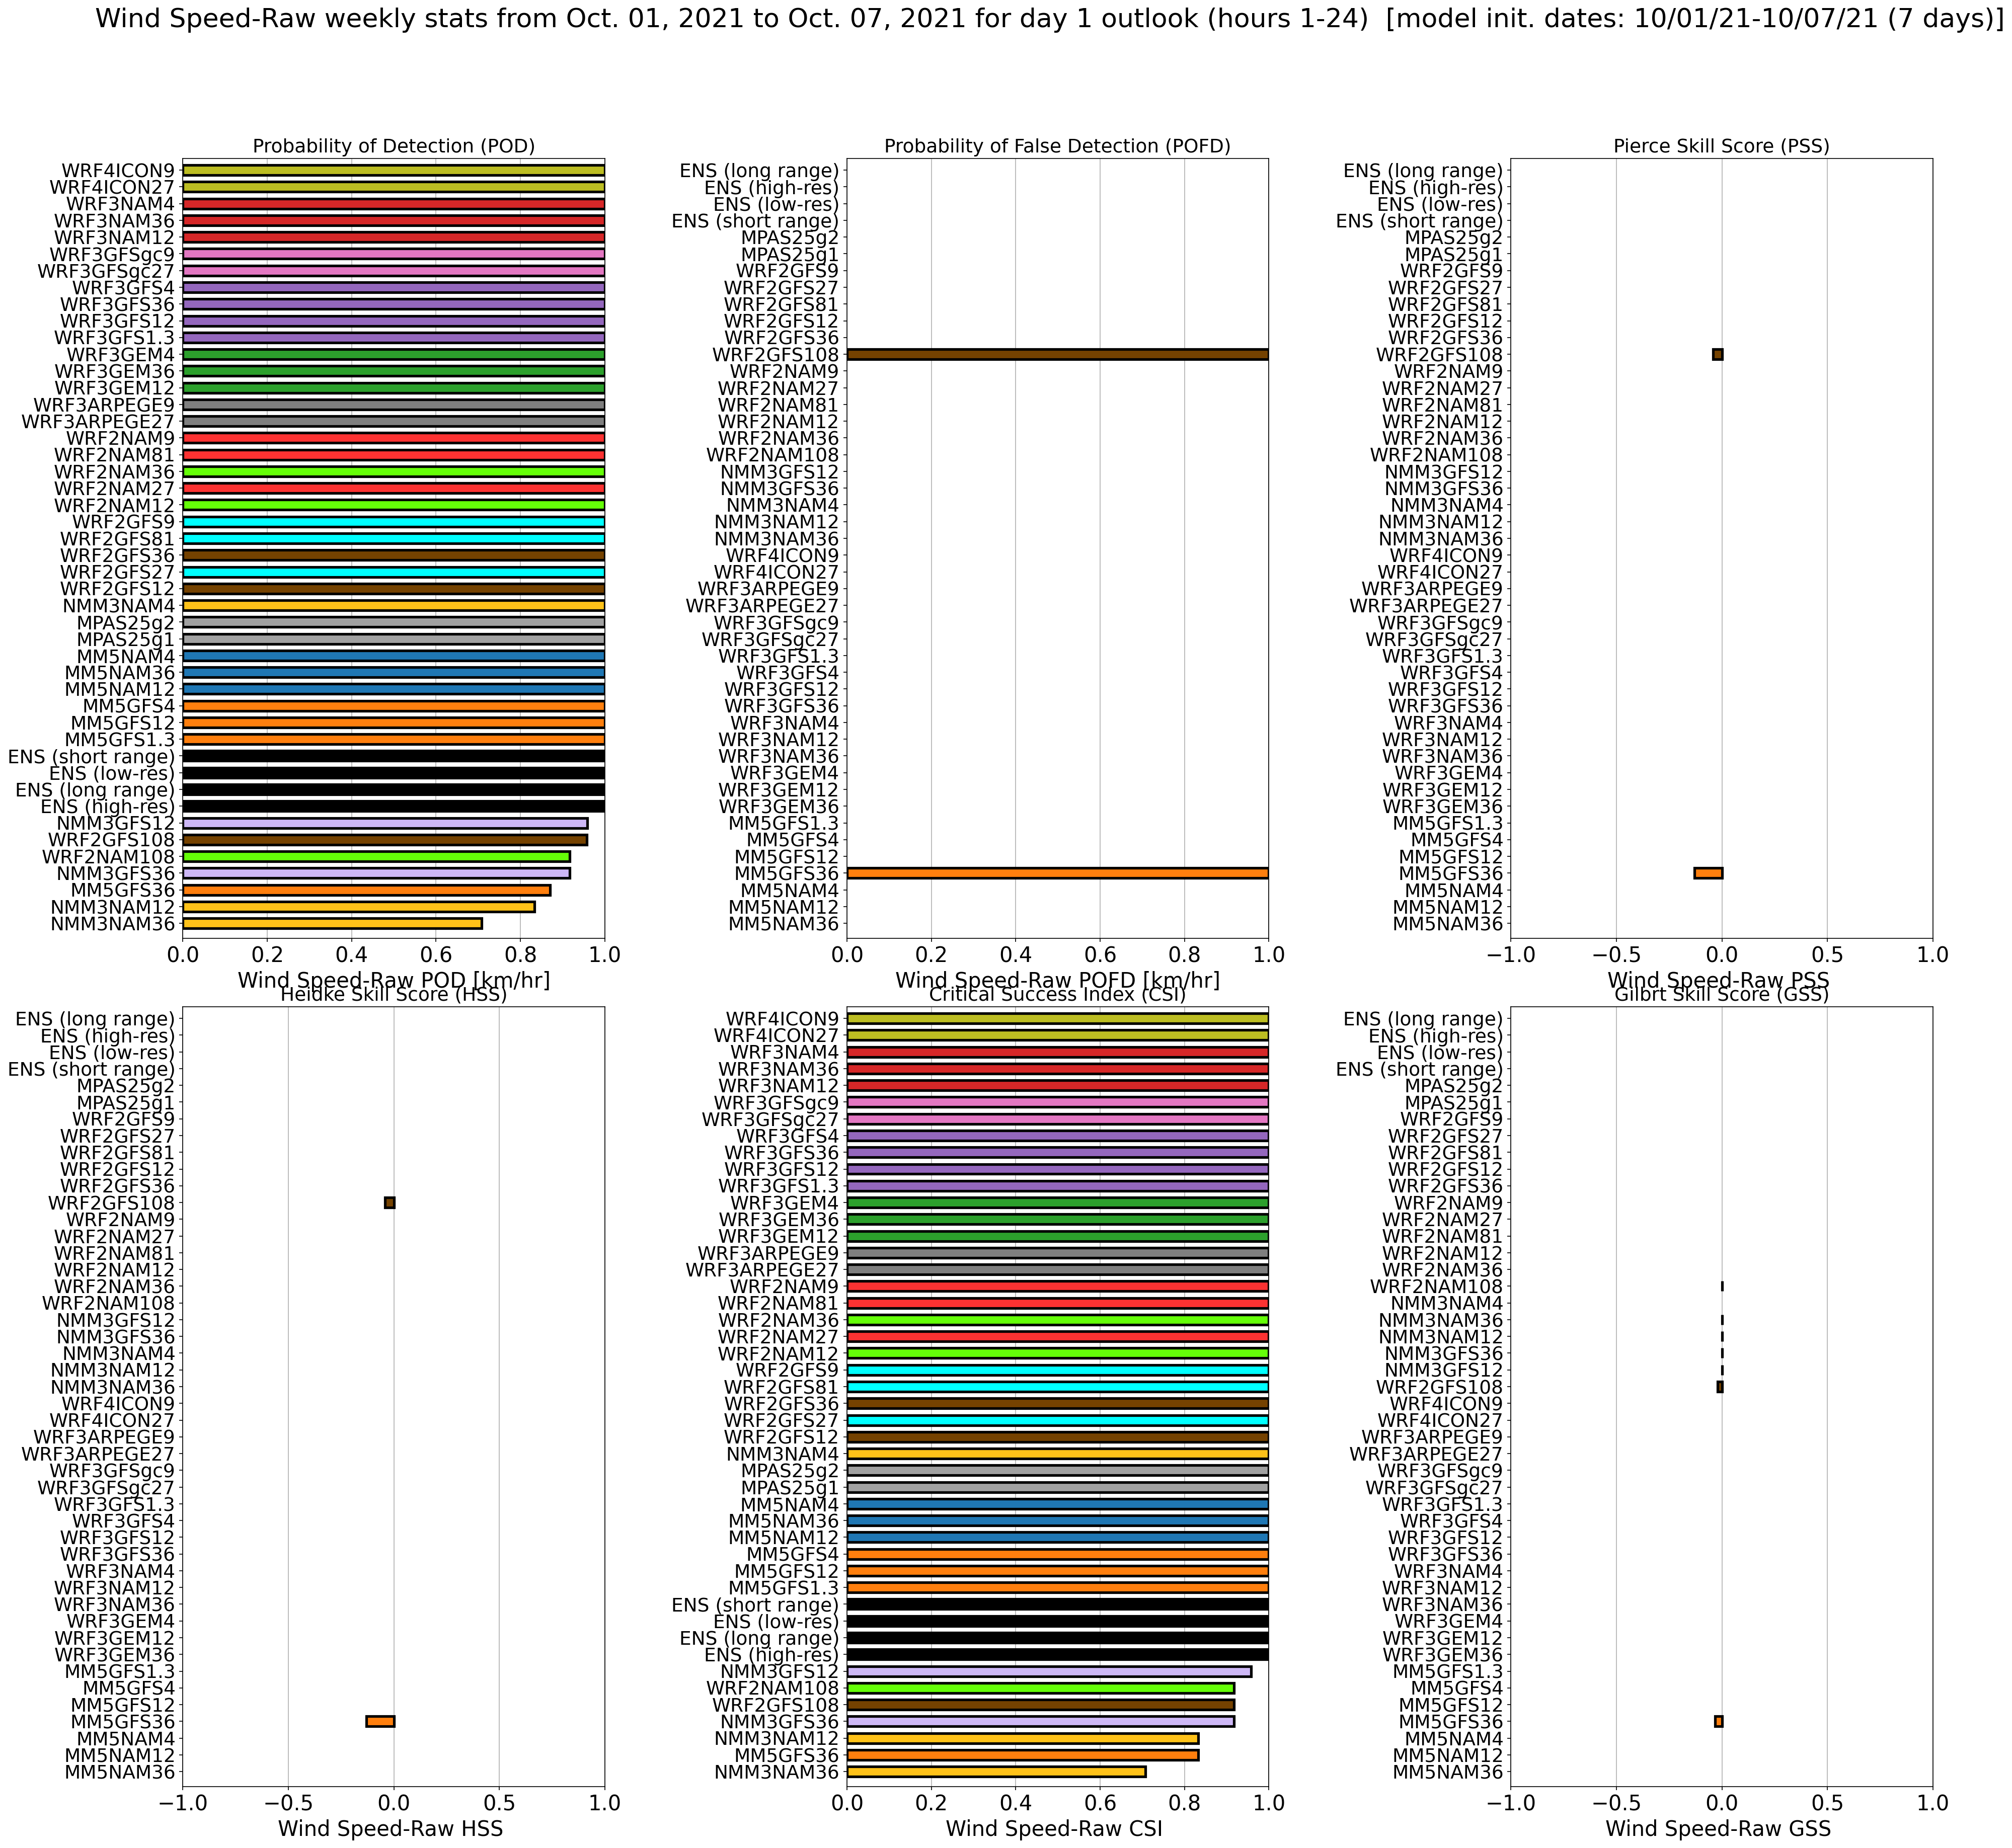 Wind Speed-Raw weekly stats from Oct. 01, 2021 to Oct. 07, 2021 for day 1 outlook (hours 1-24)  [model init. dates: 10/01/21-10/07/21 (7 days)]
Probability of Detection (POD)
WRF4ICON9
WRF4ICON27
WRF3NAM4
WRF3NAM36
WRF3NAM12
WRF3GFSgc9
WRF3GFSgc27
WRF3GFS4
WRF3GFS36
WRF3GFS12
WRF3GFS1.3
WRF3GEM4
WRF3GEM36
WRF3GEM12
WRF3ARPEGE9
WRF3ARPEGE27
WRF2NAM9
WRF2NAM81
WRF2NAM36
WRF2NAM27
WRF2NAM12
WRF2GFS9
WRF2GFS81
WRF2GFS36
WRF2GFS27
WRF2GFS12
NMM3NAM4
MPAS25g2
MPAS25g1
MM5NAM4
MM5NAM36
MM5NAM12
MM5GFS4
MM5GFS12
MM5GFS1.3
ENS (short range)
ENS (low-res)
ENS (long range)
ENS (high-res)
NMM3GFS12
WRF2GFS108
WRF2NAM108
NMM3GFS36
MM5GFS36
NMM3NAM12
NMM3NAM36
0.0 0.2 0.4 0.6 0.8 1.0
Wind Speed-Raw POD [km/hr]
Probability of False Detection (POFD)
ENS (long range)
ENS (high-res)
ENS (low-res)
ENS (short range)
MPAS25g2
MPAS25g1
WRF2GFS9
WRF2GFS27
WRF2GFS81
WRF2GFS12
WRF2GFS36
WRF2GFS108
WRF2NAM9
WRF2NAM27
WRF2NAM81
WRF2NAM12
WRF2NAM36
WRF2NAM108
NMM3GFS12
NMM3GFS36
NMM3NAM4
NMM3NAM12
NMM3NAM36
WRF4ICON9
WRF4ICON27
WRF3ARPEGE9
WRF3ARPEGE27
WRF3GFSgc9
WRF3GFSgc27
WRF3GFS1.3
WRF3GFS4
WRF3GFS12
WRF3GFS36
WRF3NAM4
WRF3NAM12
WRF3NAM36
WRF3GEM4
WRF3GEM12
WRF3GEM36
MM5GFS1.3
MM5GFS4
MM5GFS12
MM5GFS36
MM5NAM4
MM5NAM12
MM5NAM36
0.0 0.2 0.4 0.6 0.8 1.0
Wind Speed-Raw POFD [km/hr]
Pierce Skill Score (PSS)
ENS (long range)
ENS (high-res)
ENS (low-res)
ENS (short range)
MPAS25g2
MPAS25g1
WRF2GFS9
WRF2GFS27
WRF2GFS81
WRF2GFS12
WRF2GFS36
WRF2GFS108
WRF2NAM9
WRF2NAM27
WRF2NAM81
WRF2NAM12
WRF2NAM36
WRF2NAM108
NMM3GFS12
NMM3GFS36
NMM3NAM4
NMM3NAM12
NMM3NAM36
WRF4ICON9
WRF4ICON27
WRF3ARPEGE9
WRF3ARPEGE27
WRF3GFSgc9
WRF3GFSgc27
WRF3GFS1.3
WRF3GFS4
WRF3GFS12
WRF3GFS36
WRF3NAM4
WRF3NAM12
WRF3NAM36
WRF3GEM4
WRF3GEM12
WRF3GEM36
MM5GFS1.3
MM5GFS4
MM5GFS12
MM5GFS36
MM5NAM4
MM5NAM12
MM5NAM36
−1.0 −0.5 0.0 0.5 1.0
Wind Speed-Raw PSS
Heidke Skill Score (HSS)
ENS (long range)
ENS (high-res)
ENS (low-res)
ENS (short range)
MPAS25g2
MPAS25g1
WRF2GFS9
WRF2GFS27
WRF2GFS81
WRF2GFS12
WRF2GFS36
WRF2GFS108
WRF2NAM9
WRF2NAM27
WRF2NAM81
WRF2NAM12
WRF2NAM36
WRF2NAM108
NMM3GFS12
NMM3GFS36
NMM3NAM4
NMM3NAM12
NMM3NAM36
WRF4ICON9
WRF4ICON27
WRF3ARPEGE9
WRF3ARPEGE27
WRF3GFSgc9
WRF3GFSgc27
WRF3GFS1.3
WRF3GFS4
WRF3GFS12
WRF3GFS36
WRF3NAM4
WRF3NAM12
WRF3NAM36
WRF3GEM4
WRF3GEM12
WRF3GEM36
MM5GFS1.3
MM5GFS4
MM5GFS12
MM5GFS36
MM5NAM4
MM5NAM12
MM5NAM36
−1.0 −0.5 0.0 0.5 1.0
Wind Speed-Raw HSS
Critical Success Index (CSI)
WRF4ICON9
WRF4ICON27
WRF3NAM4
WRF3NAM36
WRF3NAM12
WRF3GFSgc9
WRF3GFSgc27
WRF3GFS4
WRF3GFS36
WRF3GFS12
WRF3GFS1.3
WRF3GEM4
WRF3GEM36
WRF3GEM12
WRF3ARPEGE9
WRF3ARPEGE27
WRF2NAM9
WRF2NAM81
WRF2NAM36
WRF2NAM27
WRF2NAM12
WRF2GFS9
WRF2GFS81
WRF2GFS36
WRF2GFS27
WRF2GFS12
NMM3NAM4
MPAS25g2
MPAS25g1
MM5NAM4
MM5NAM36
MM5NAM12
MM5GFS4
MM5GFS12
MM5GFS1.3
ENS (short range)
ENS (low-res)
ENS (long range)
ENS (high-res)
NMM3GFS12
WRF2NAM108
WRF2GFS108
NMM3GFS36
NMM3NAM12
MM5GFS36
NMM3NAM36
0.0 0.2 0.4 0.6 0.8 1.0
Wind Speed-Raw CSI
Gilbrt Skill Score (GSS)
ENS (long range)
ENS (high-res)
ENS (low-res)
ENS (short range)
MPAS25g2
MPAS25g1
WRF2GFS9
WRF2GFS27
WRF2GFS81
WRF2GFS12
WRF2GFS36
WRF2NAM9
WRF2NAM27
WRF2NAM81
WRF2NAM12
WRF2NAM36
WRF2NAM108
NMM3NAM4
NMM3NAM36
NMM3NAM12
NMM3GFS36
NMM3GFS12
WRF2GFS108
WRF4ICON9
WRF4ICON27
WRF3ARPEGE9
WRF3ARPEGE27
WRF3GFSgc9
WRF3GFSgc27
WRF3GFS1.3
WRF3GFS4
WRF3GFS12
WRF3GFS36
WRF3NAM4
WRF3NAM12
WRF3NAM36
WRF3GEM4
WRF3GEM12
WRF3GEM36
MM5GFS1.3
MM5GFS4
MM5GFS12
MM5GFS36
MM5NAM4
MM5NAM12
MM5NAM36
−1.0 −0.5 0.0 0.5 1.0
Wind Speed-Raw GSS